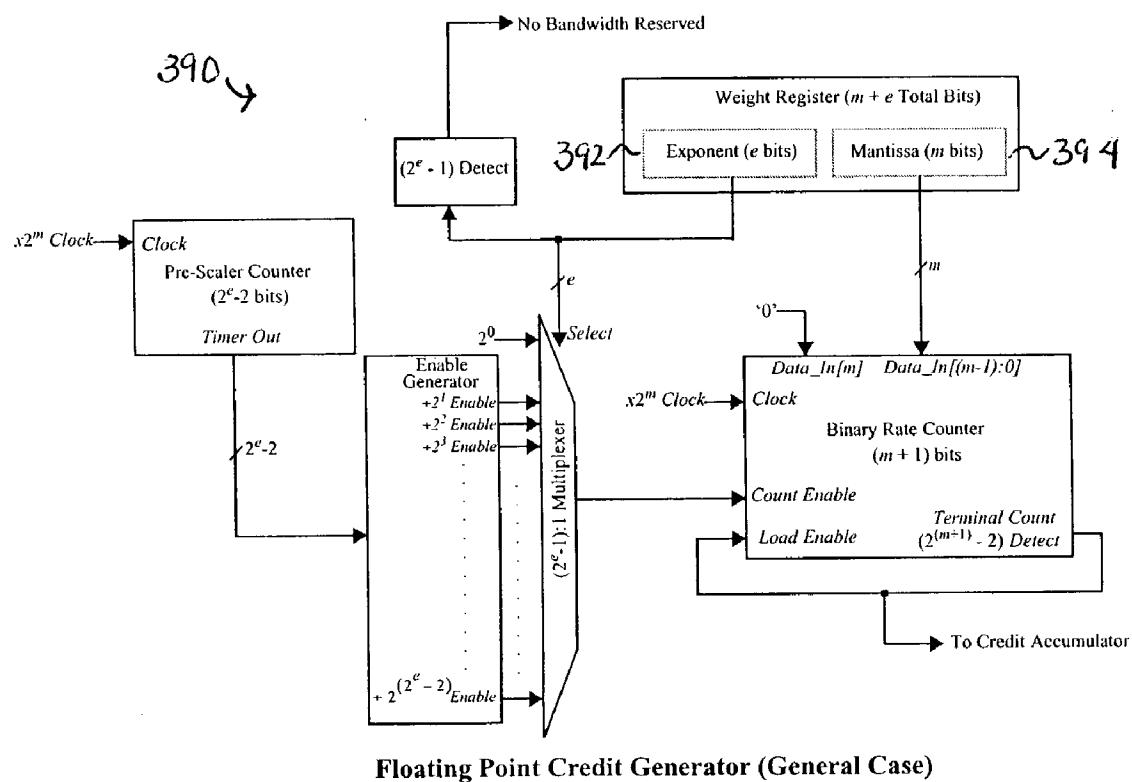 No Bandwidth Reserved
390
Weight Register (m + e Total Bits)
392
Exponent (e bits)
Mantissa (m bits)
394
(2^e - 1) Detect
x2^m Clock
Clock
Pre-Scaler Counter
(2^e-2 bits)
Timer Out
e
m
2^0
Select
'0'
Enable
Generator
+2^1 Enable
+2^2 Enable
+2^3 Enable
+ 2^(2^e – 2) Enable
2^e-2
(2^e-1):1 Multiplexer
Data_In[m]
Data_In[(m-1):0]
x2^m Clock
Clock
Binary Rate Counter
(m + 1) bits
Count Enable
Load Enable
Terminal Count
(2^(m+1) - 2) Detect
To Credit Accumulator
Floating Point Credit Generator (General Case)